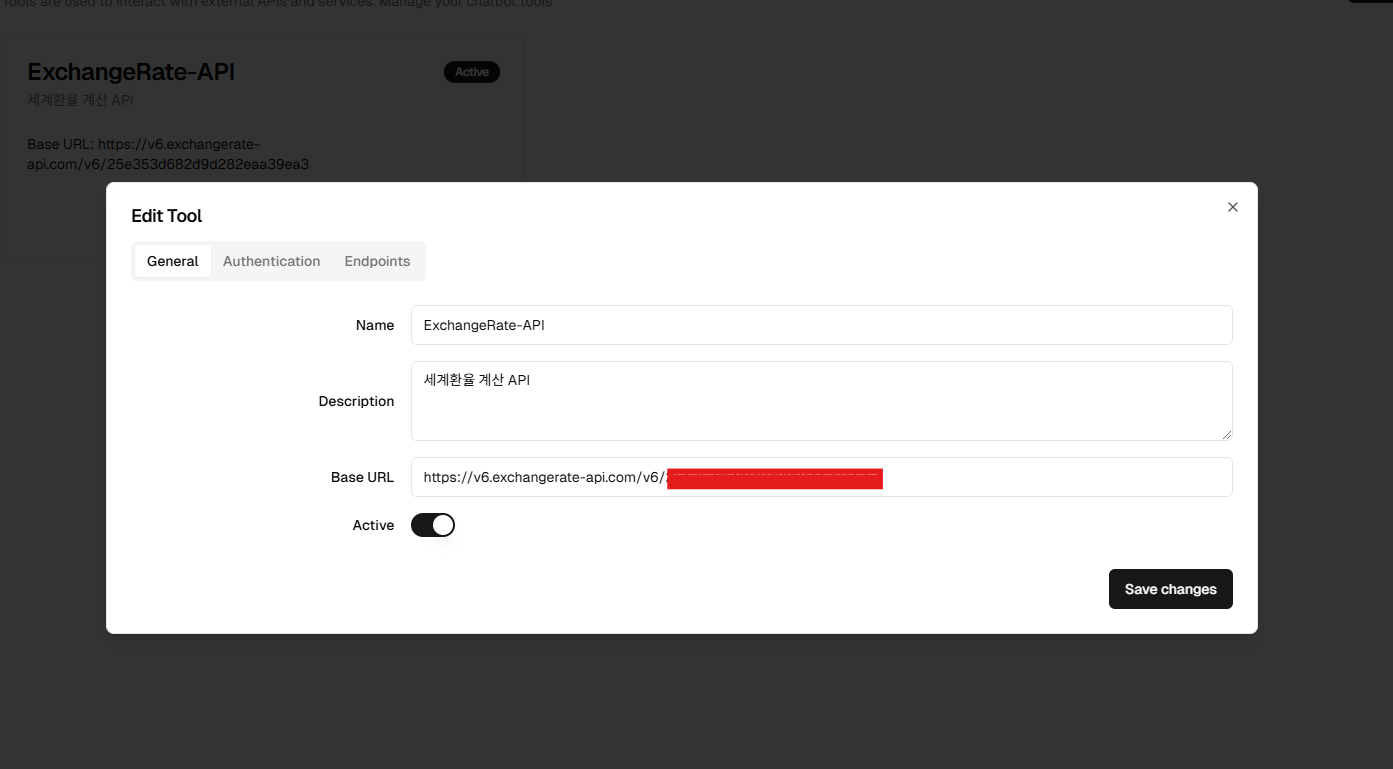 Tools are used to interact with external APIs and services. Manage your chatbot tools
ExchangeRate-API
Active
세계환율 계산 API
Base URL: https://v6.exchangerate-
api.com/v6/25e353d682d9d282eaa39ea3
Edit Tool
General Authentication Endpoints
Name
ExchangeRate-API
Description
세계환율 계산 API
Base URL
https://v6.exchangerate-api.com/v6/
Active
Save changes